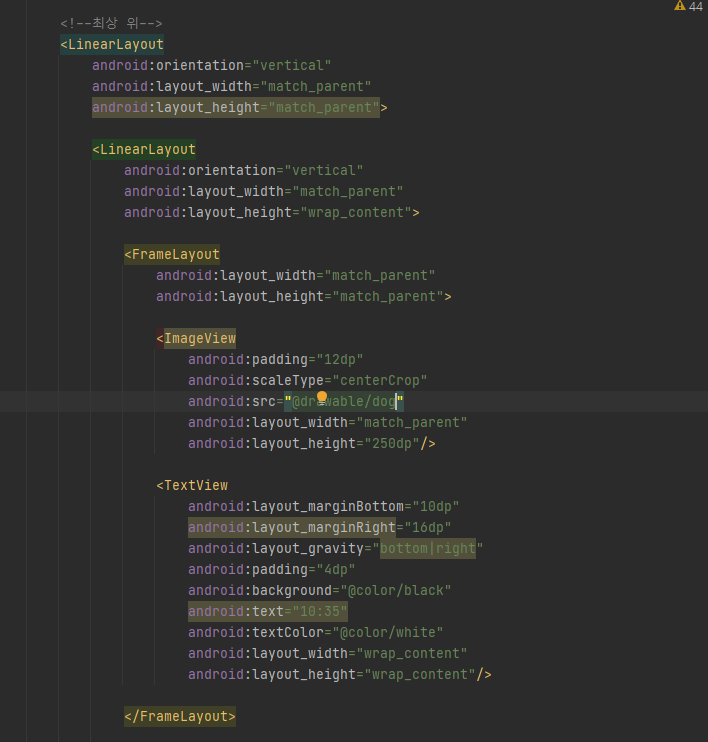 44
<!--최상 위-->
<LinearLayout
android:orientation="vertical"
android:layout_width="match_parent"
android:layout_height="match_parent">
<LinearLayout
android:orientation="vertical"
android:layout_width="match_parent"
android:layout_height="wrap_content">
<FrameLayout
android:layout_width="match_parent"
android:layout_height="match_parent">
<ImageView
android:padding="12dp"
android:scaleType="centerCrop"
android:src="@drawable/dog"
android:layout_width="match_parent"
android:layout_height="250dp"/>
<TextView
android:layout_marginBottom="10dp"
android:layout_marginRight="16dp"
android:layout_gravity="bottom|right"
android:padding="4dp"
android:background="@color/black"
android:text="10:35"
android:textColor="@color/white"
android:layout_width="wrap_content"
android:layout_height="wrap_content"/>
</FrameLayout>